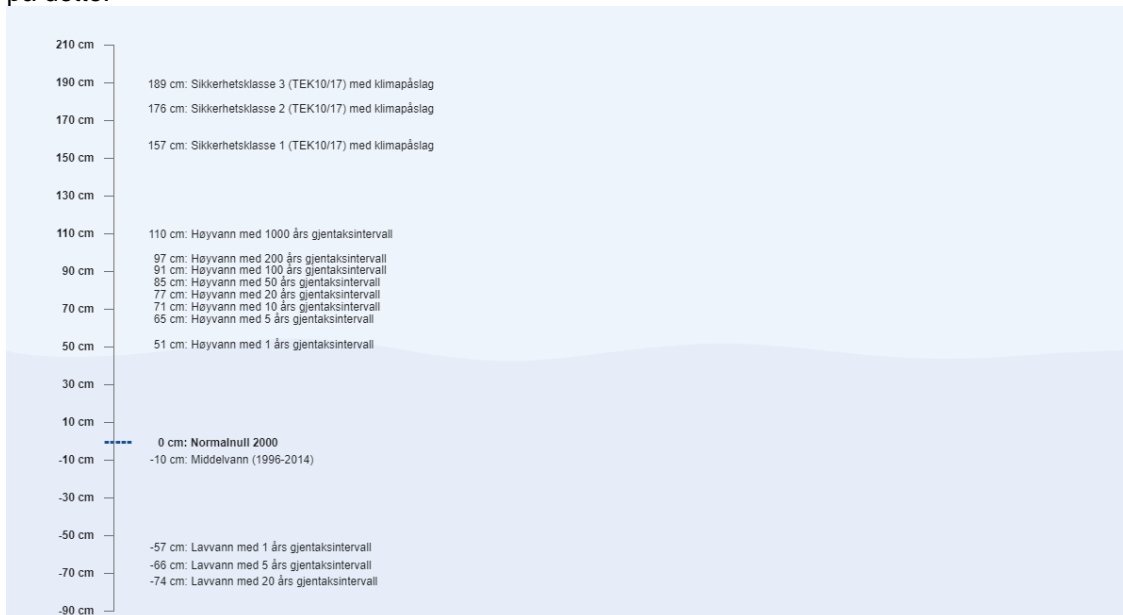 210 cm
190 cm
189 cm: Sikkerhetsklasse 3 (TEK10/17) med klimapåslag
176 cm: Sikkerhetsklasse 2 (TEK10/17) med klimapåslag
170 cm
157 cm: Sikkerhetsklasse 1 (TEK10/17) med klimapåslag
150 cm
130 cm
110 cm
110 cm: Høyvann med 1000 års gjentaksintervall
97 cm: Høyvann med 200 års gjentaksintervall
90 cm
91 cm: Høyvann med 100 års gjentaksintervall
85 cm: Høyvann med 50 års gjentaksintervall
77 cm: Høyvann med 20 års gjentaksintervall
70 cm
71 cm: Høyvann med 10 års gjentaksintervall
65 cm: Høyvann med 5 års gjentaksintervall
50 cm
51 cm: Høyvann med 1 års gjentaksintervall
30 cm
10 cm
0 cm: Normalnull 2000
-10 cm
-10 cm: Middelvann (1996-2014)
-30 cm
-50 cm
-57 cm: Lavvann med 1 års gjentaksintervall
-66 cm: Lavvann med 5 års gjentaksintervall
-70 cm
-74 cm: Lavvann med 20 års gjentaksintervall
-90 cm